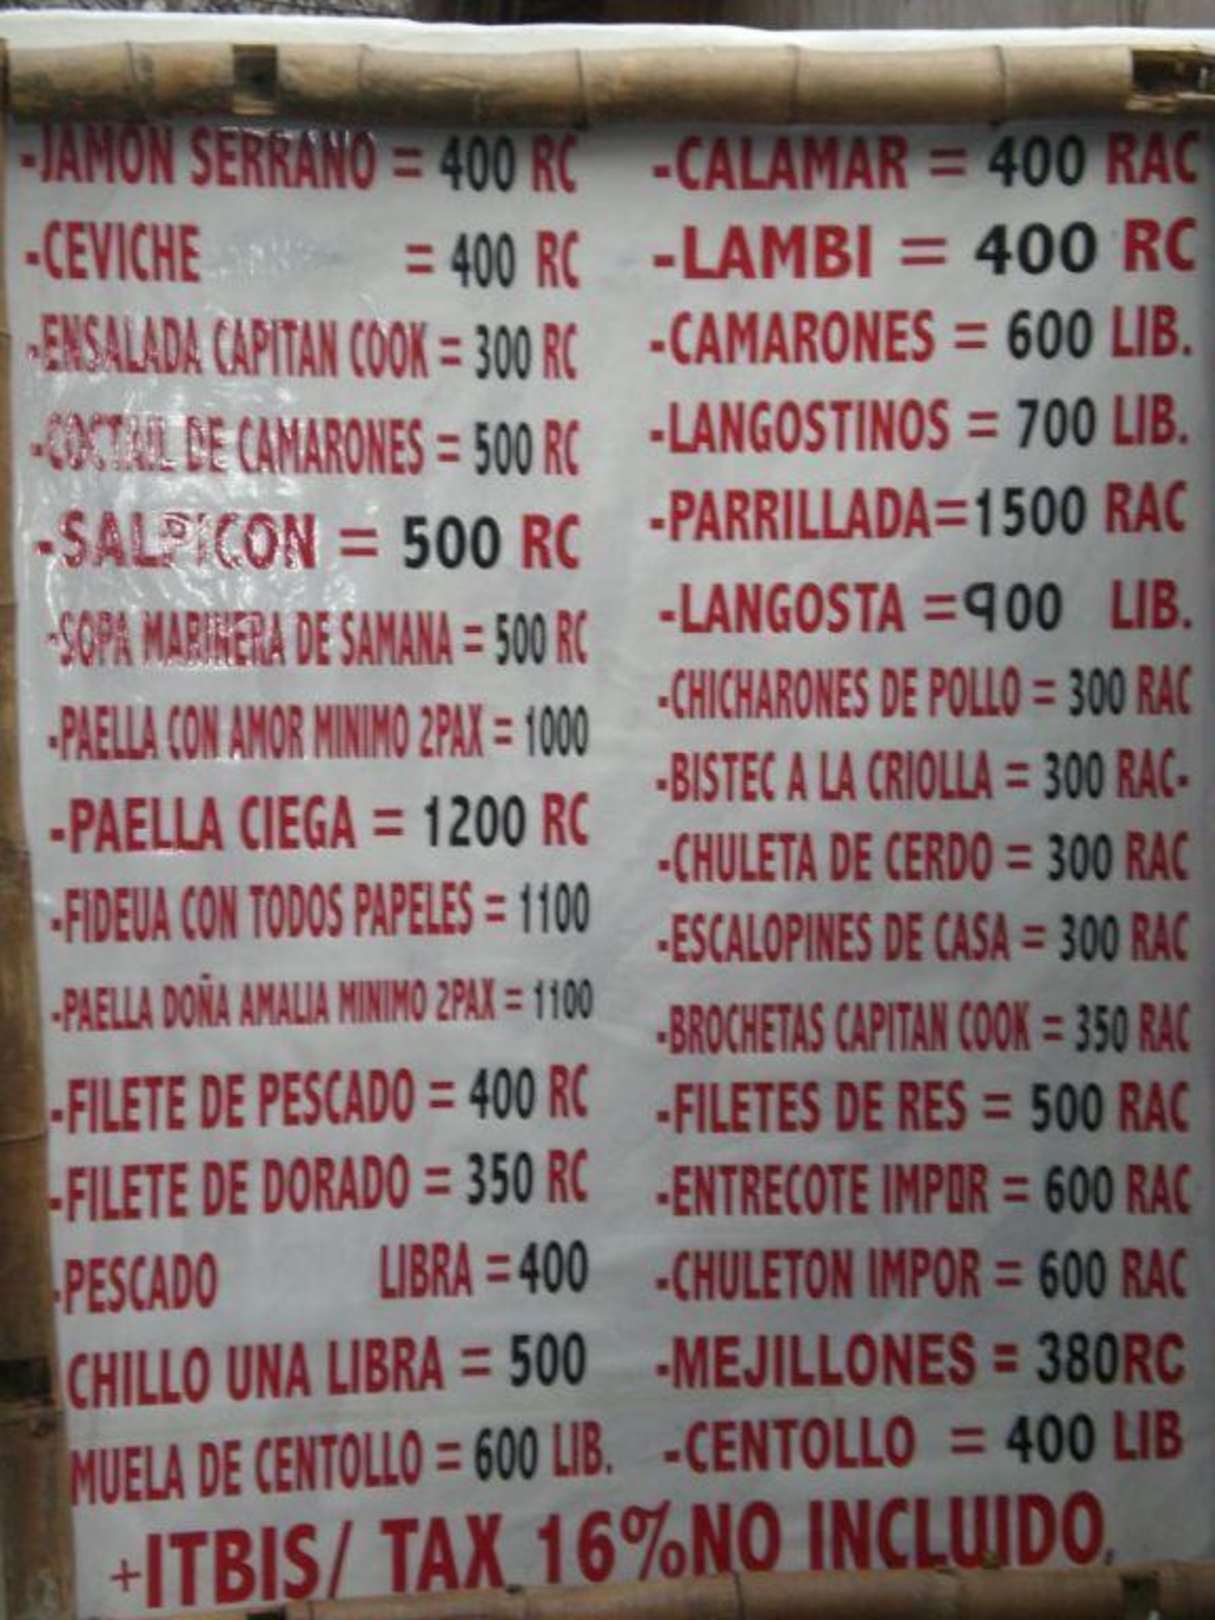 -JAMON SERRANO = 400 RC
-CEVICHE = 400 RC
-ENSALADA CAPITAN COOK = 300 RC
-COCTAIL DE CAMARONES = 500 RC
-SALPICON = 500 RC
-SOPA MARINERA DE SAMANA = 500 RC
-PAELLA CON AMOR MINIMO 2PAX = 1000
-PAELLA CIEGA = 1200 RC
-FIDEUA CON TODOS PAPELES = 1100
-PAELLA DOÑA AMALIA MINIMO 2PAX = 1100
-FILETE DE PESCADO = 400 RC
-FILETE DE DORADO = 350 RC
-PESCADO LIBRA = 400
CHILLO UNA LIBRA = 500
MUELA DE CENTOLLO = 600 LIB.
-CALAMAR = 400 RAC
-LAMBI = 400 RC
-CAMARONES = 600 LIB.
-LANGOSTINOS = 700 LIB.
-PARRILLADA=1500 RAC
-LANGOSTA =900 LIB.
-CHICHARONES DE POLLO = 300 RAC
-BISTEC A LA CRIOLLA = 300 RAC-
-CHULETA DE CERDO = 300 RAC
-ESCALOPINES DE CASA = 300 RAC
-BROCHETAS CAPITAN COOK = 350 RAC
-FILETES DE RES = 500 RAC
-ENTRECOTE IMPOR = 600 RAC
-CHULETON IMPOR = 600 RAC
-MEJILLONES = 380RC
-CENTOLLO = 400 LIB
+ITBIS/ TAX 16%NO INCLUIDO.